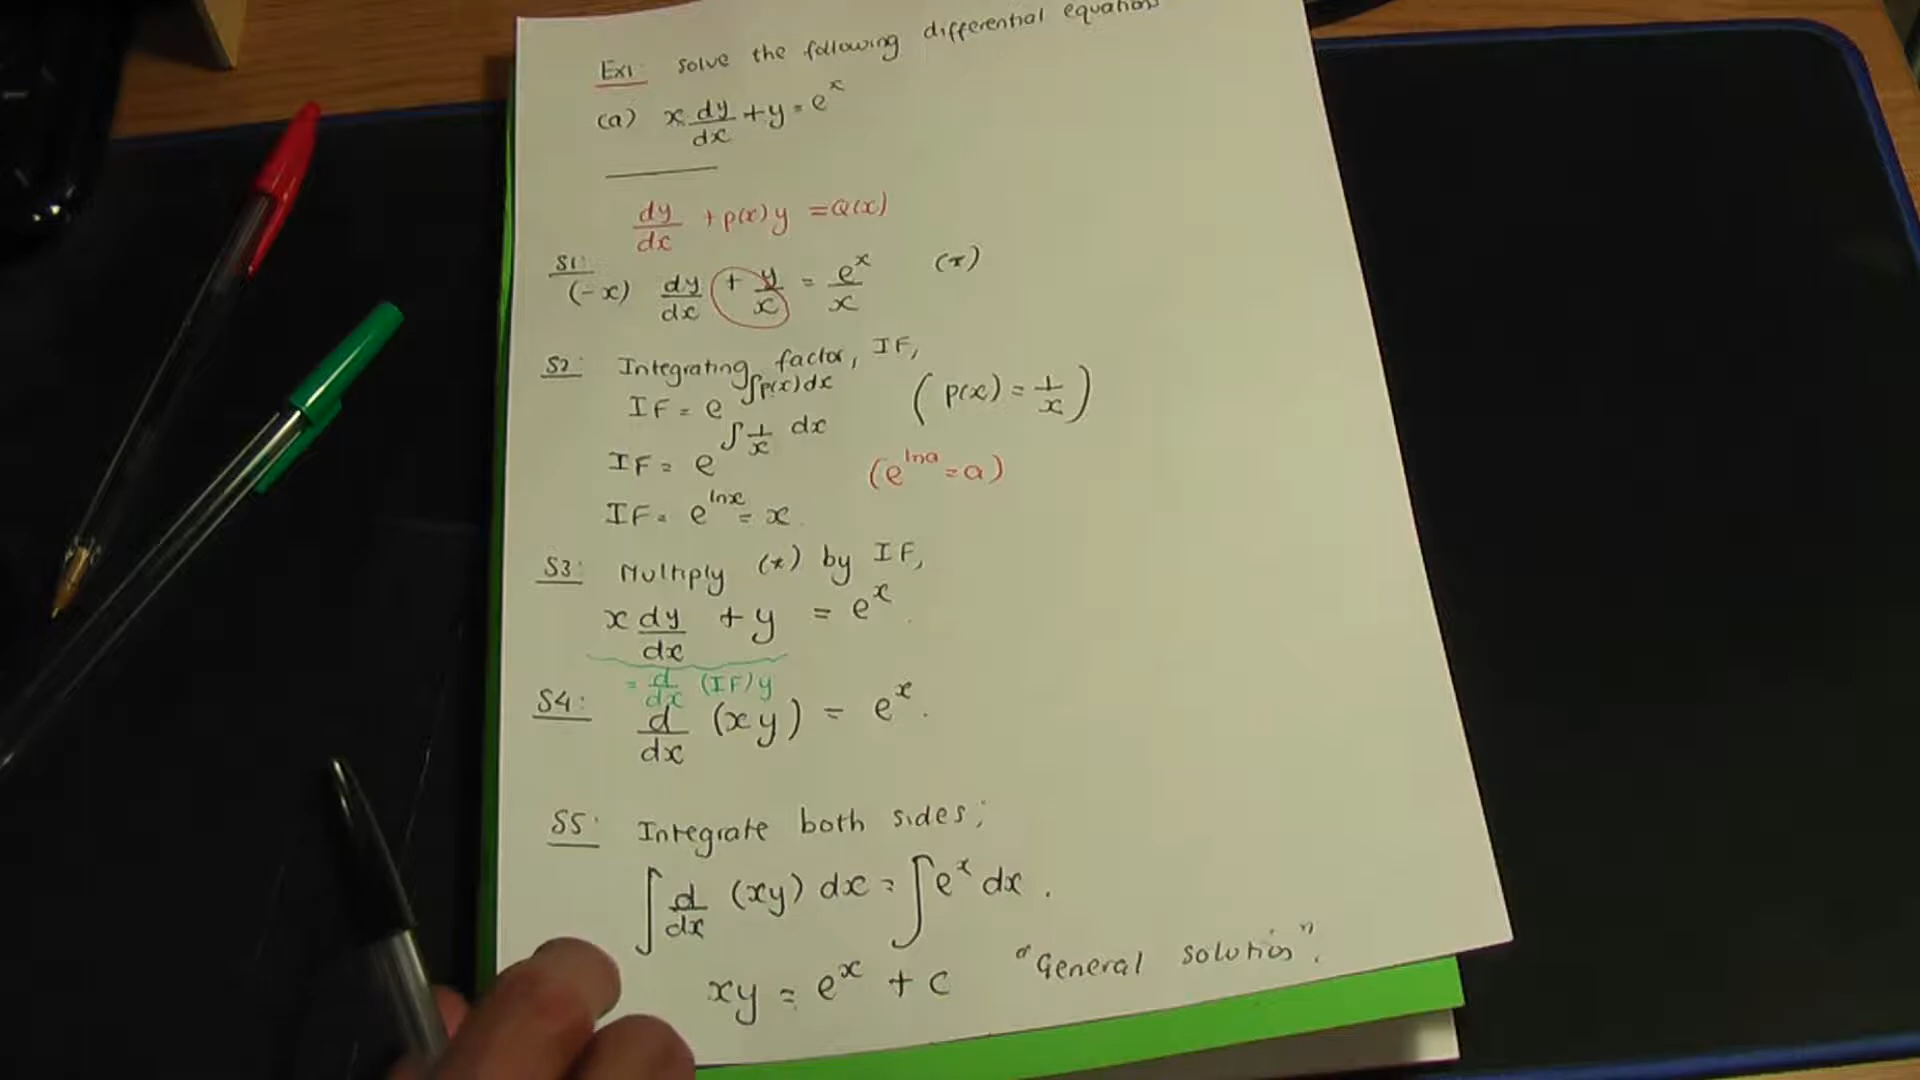 Ex1: Solve the following differential equations
(a) x dy/dx + y = e^x
dy/dx + p(x)y = Q(x)
S1:
(÷x) dy/dx + y/x = e^x/x (*)
S2: Integrating factor, IF,
IF = e^∫p(x)dx (p(x) = 1/x)
IF = e^∫1/x dx
(e^lna = a)
IF = e^lnx = x.
S3: Multiply (*) by IF,
x dy/dx + y = e^x.
= d/dx (IF)y
S4: d/dx (xy) = e^x.
S5: Integrate both sides;
∫ d/dx (xy) dx = ∫e^x dx.
xy = e^x + c "General solution".